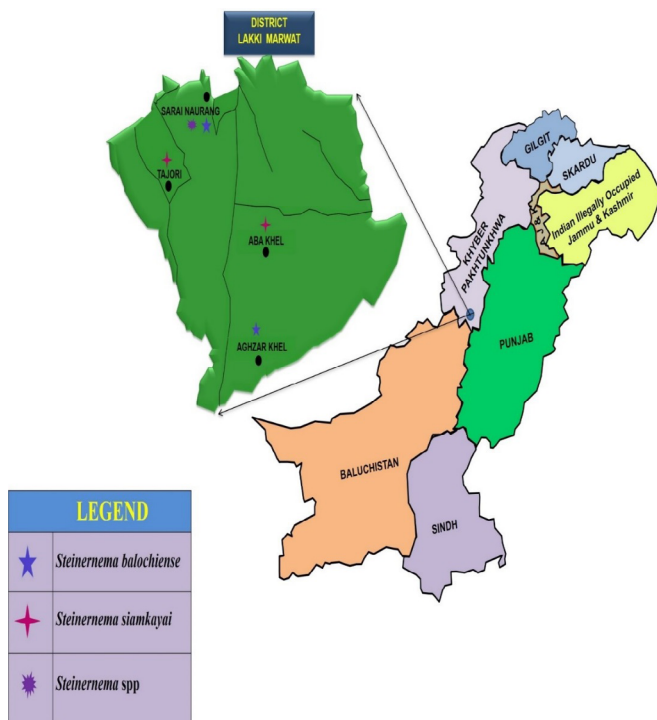 DISTRICT
LAKKI MARWAT
SARAI NAURANG
TAJORI
ABA KHEL
AGHZAR KHEL
GILGIT
SKARDU
Indian Illegally Occupied
Jammu & Kashmir
KHYBER
PAKHTUNKHWA
PUNJAB
BALUCHISTAN
SINDH
LEGEND
Steinernema balochiense
Steinernema siamkayai
Steinernema spp